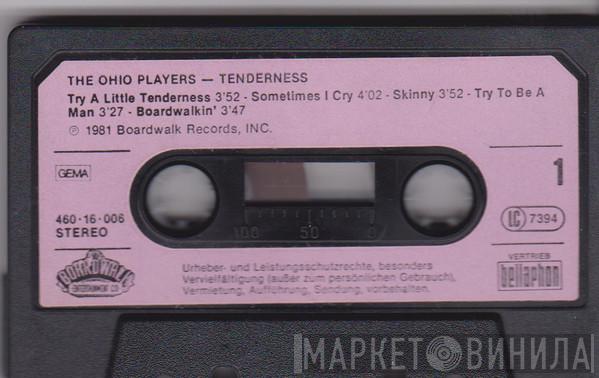 THE OHIO PLAYERS — TENDERNESS
Try A Little Tenderness 3'52 - Sometimes I Cry 4'02 - Skinny 3'52 - Try To Be A
Man 3'27 - Boardwalkin' 3'47
℗ 1981 Boardwalk Records, INC.
GEMA
1
460·16·006
STEREO
100 50 0
LC 7394
BOARDWALK
ENTERTAINMENT CO
VERTRIEB
bellaphon
Urheber- und Leistungsschutzrechte, besonders
Vervielfältigung (außer zum persönlichen Gebrauch),
Vermietung, Aufführung, Sendung, vorbehalten.
МАРКЕТ ВИНИЛА